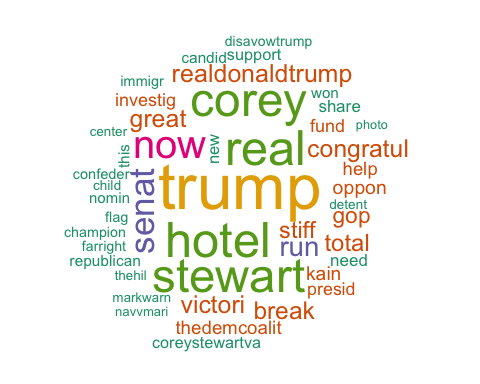 disavowtrump
candid support
immigr realdonaldtrump
investig corey won
share
great fund photo
center now new real congratul
this
confeder help
child senat trump oppon
nomin detent
flag gop
champion hotel stiff
farright run total
republican need
thehil stewart kain
presid
markwarn victori break
navvmari
thedemcoalit
coreystewartva